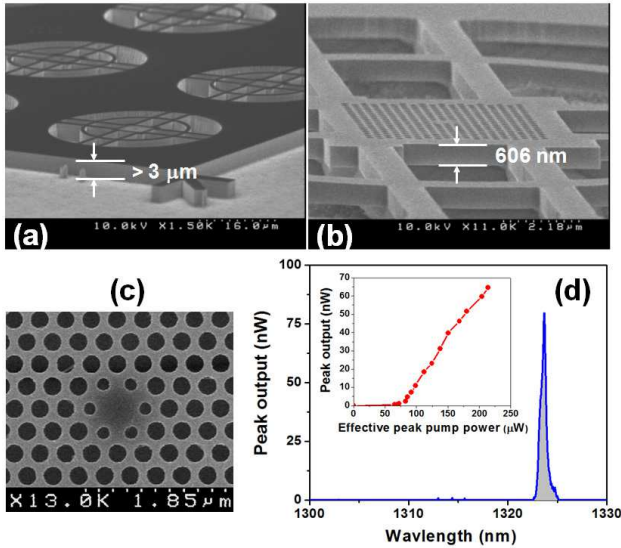 > 3 μm
10.0kV X1.50K 16.0μm
(a)
606 nm
10.0kV X11.0K 2.18μm
(b)
(c)
X13.0K 1.85μm
(d)
100
75
50
25
0
Peak output (nW)
1300 1310 1320 1330
Wavelength (nm)
70
60
50
40
30
20
10
0
Peak output (nW)
0 50 100 150 200 250
Effective peak pump power (μW)